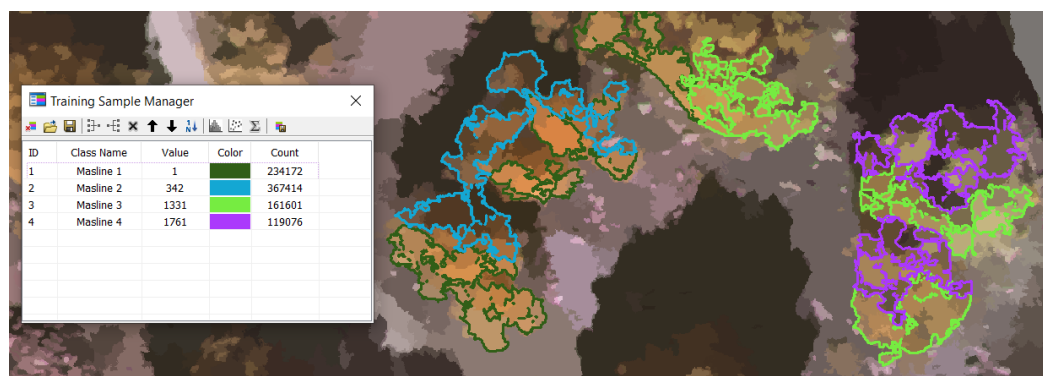 Training Sample Manager
ID Class Name Value Color Count
1 Masline 1 1 234172
2 Masline 2 342 367414
3 Masline 3 1331 161601
4 Masline 4 1761 119076